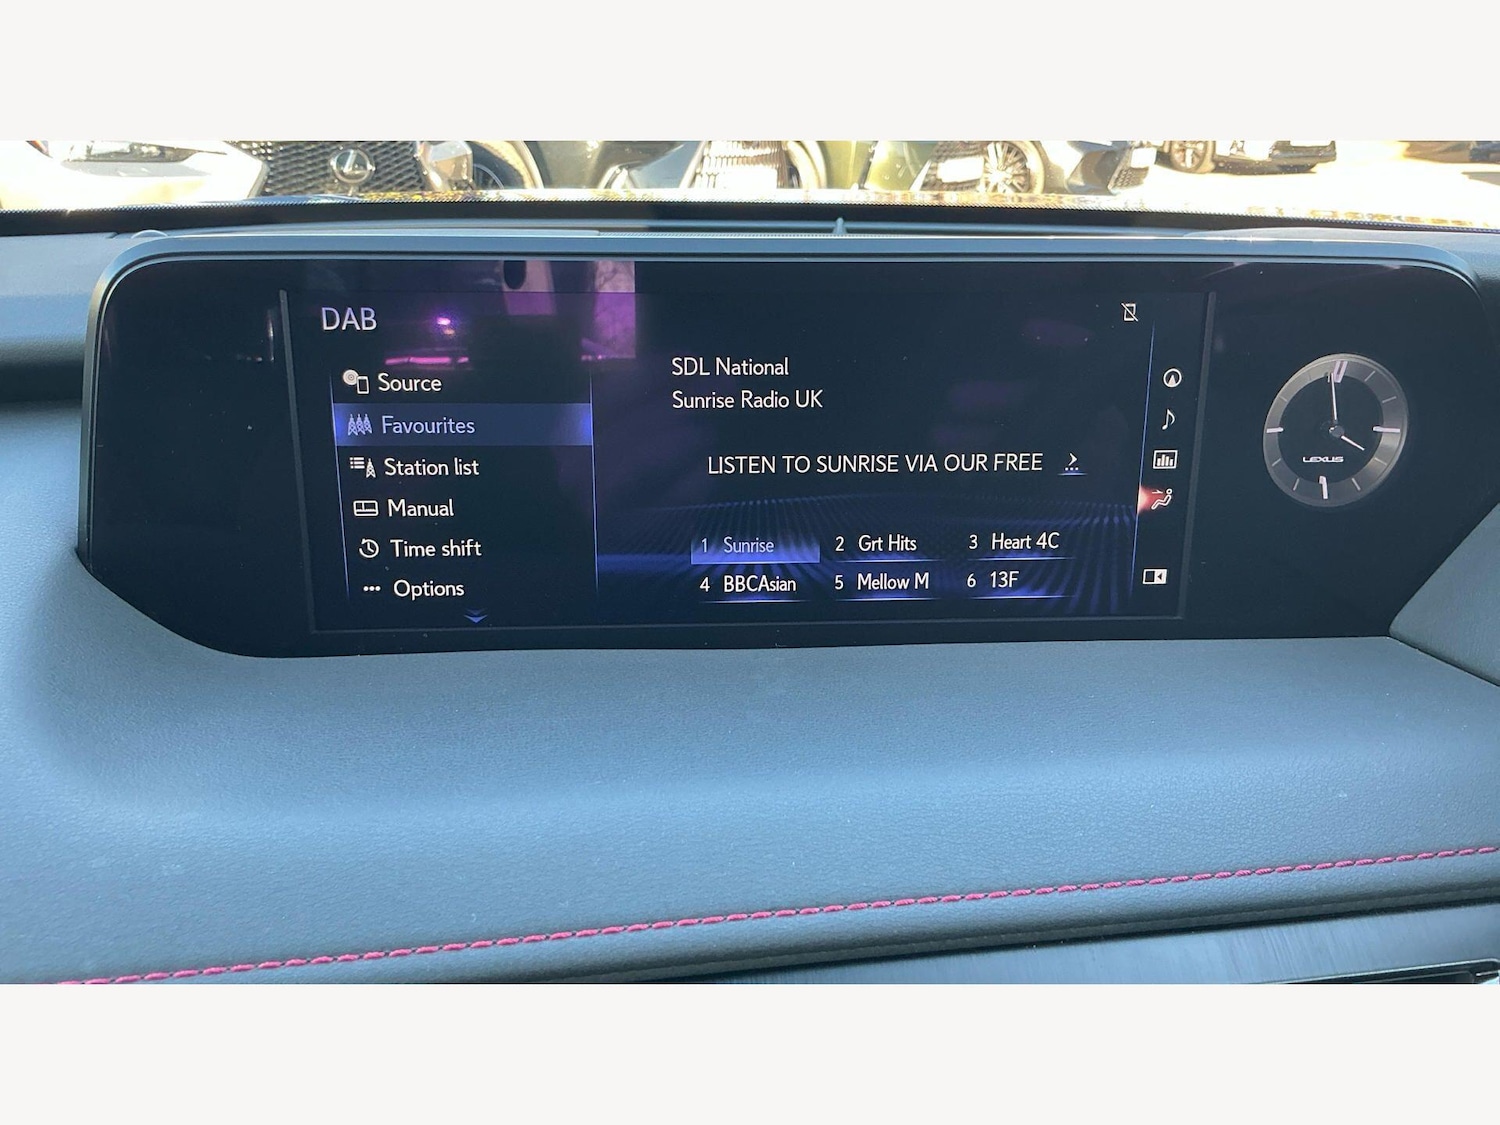 DAB
Source
Favourites
Station list
Manual
Time shift
Options
SDL National
Sunrise Radio UK
LISTEN TO SUNRISE VIA OUR FREE
1 Sunrise
2 Grt Hits
3 Heart 4C
4 BBCAsian
5 Mellow M
6 13F
LEXUS